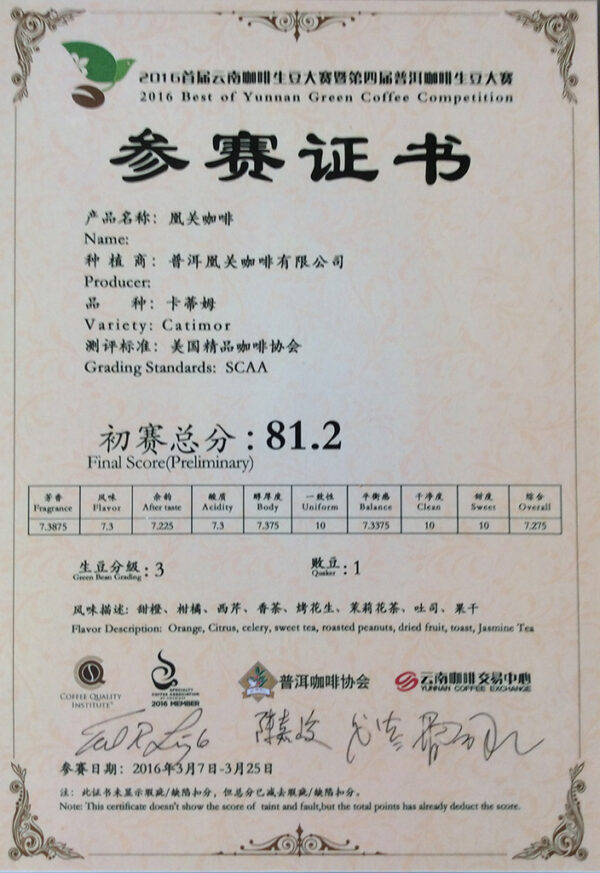 2016首届云南咖啡生豆大赛暨第四届普洱咖啡生豆大赛
2016 Best of Yunnan Green Coffee Competition
参赛证书
产品名称：凰关咖啡
Name:
种植商：普洱凰关咖啡有限公司
Producer:
品 种：卡蒂姆
Variety: Catimor
测评标准：美国精品咖啡协会
Grading Standards: SCAA
初赛总分：81.2
Final Score(Preliminary)
芳香 风味 余韵 酸质 醇厚度 一致性 平衡感 干净度 甜度 综合
Fragrance Flavor After taste Acidity Body Uniform Balance Clean Sweet Overall
7.3875 7.3 7.225 7.3 7.375 10 7.3375 10 10 7.275
生豆分级：3 败豆：1
Green Bean Grading Quaker
风味描述：甜橙、柑橘、西芹、香茶、烤花生、茉莉花茶、吐司、果干
Flavor Description: Orange, Citrus, celery, sweet tea, roasted peanuts, dried fruit, toast, Jasmine Tea
COFFEE QUALITY
INSTITUTE
SPECIALTY
COFFEE ASSOCIATION
2016 MEMBER
普洱咖啡协会
云南咖啡交易中心
YUNNAN COFFEE EXCHANGE
参赛日期：2016年3月7日-3月25日
注：此证书未显示瑕疵/缺陷扣分，但总分已减去瑕疵/缺陷扣分。
Note: This certificate doesn't show the score of taint and fault,but the total points has already deduct the score.